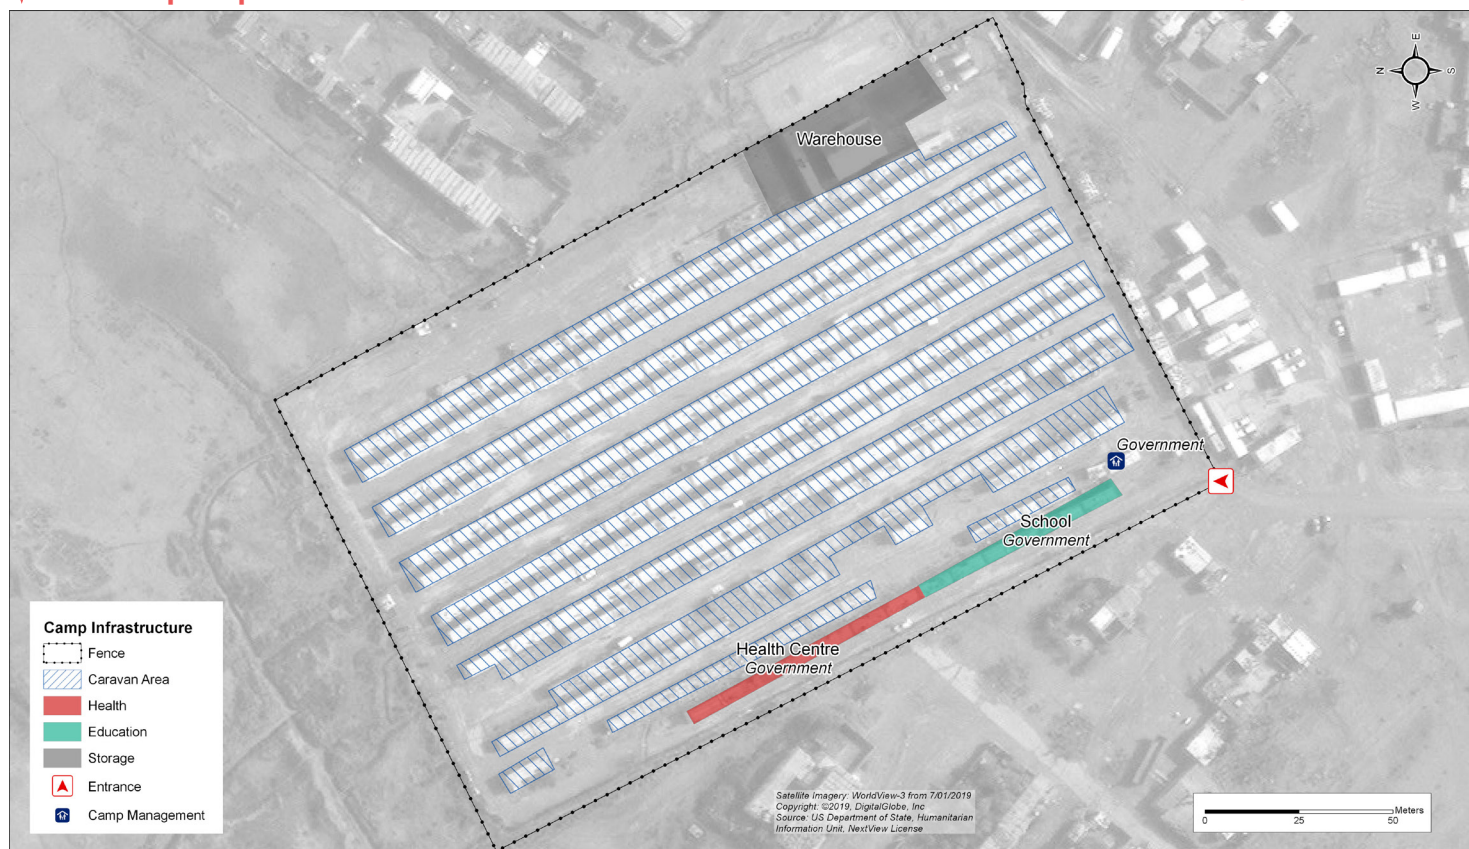 E
N
S
W
Warehouse
Government
School
Government
Health Centre
Government
Camp Infrastructure
Fence
Caravan Area
Health
Education
Storage
Entrance
Camp Management
Satellite Imagery: WorldView-3 from 7/01/2019
Copyright: ©2019, DigitalGlobe, Inc
Source: US Department of State, Humanitarian
Information Unit, NextView License
Meters
0 25 50